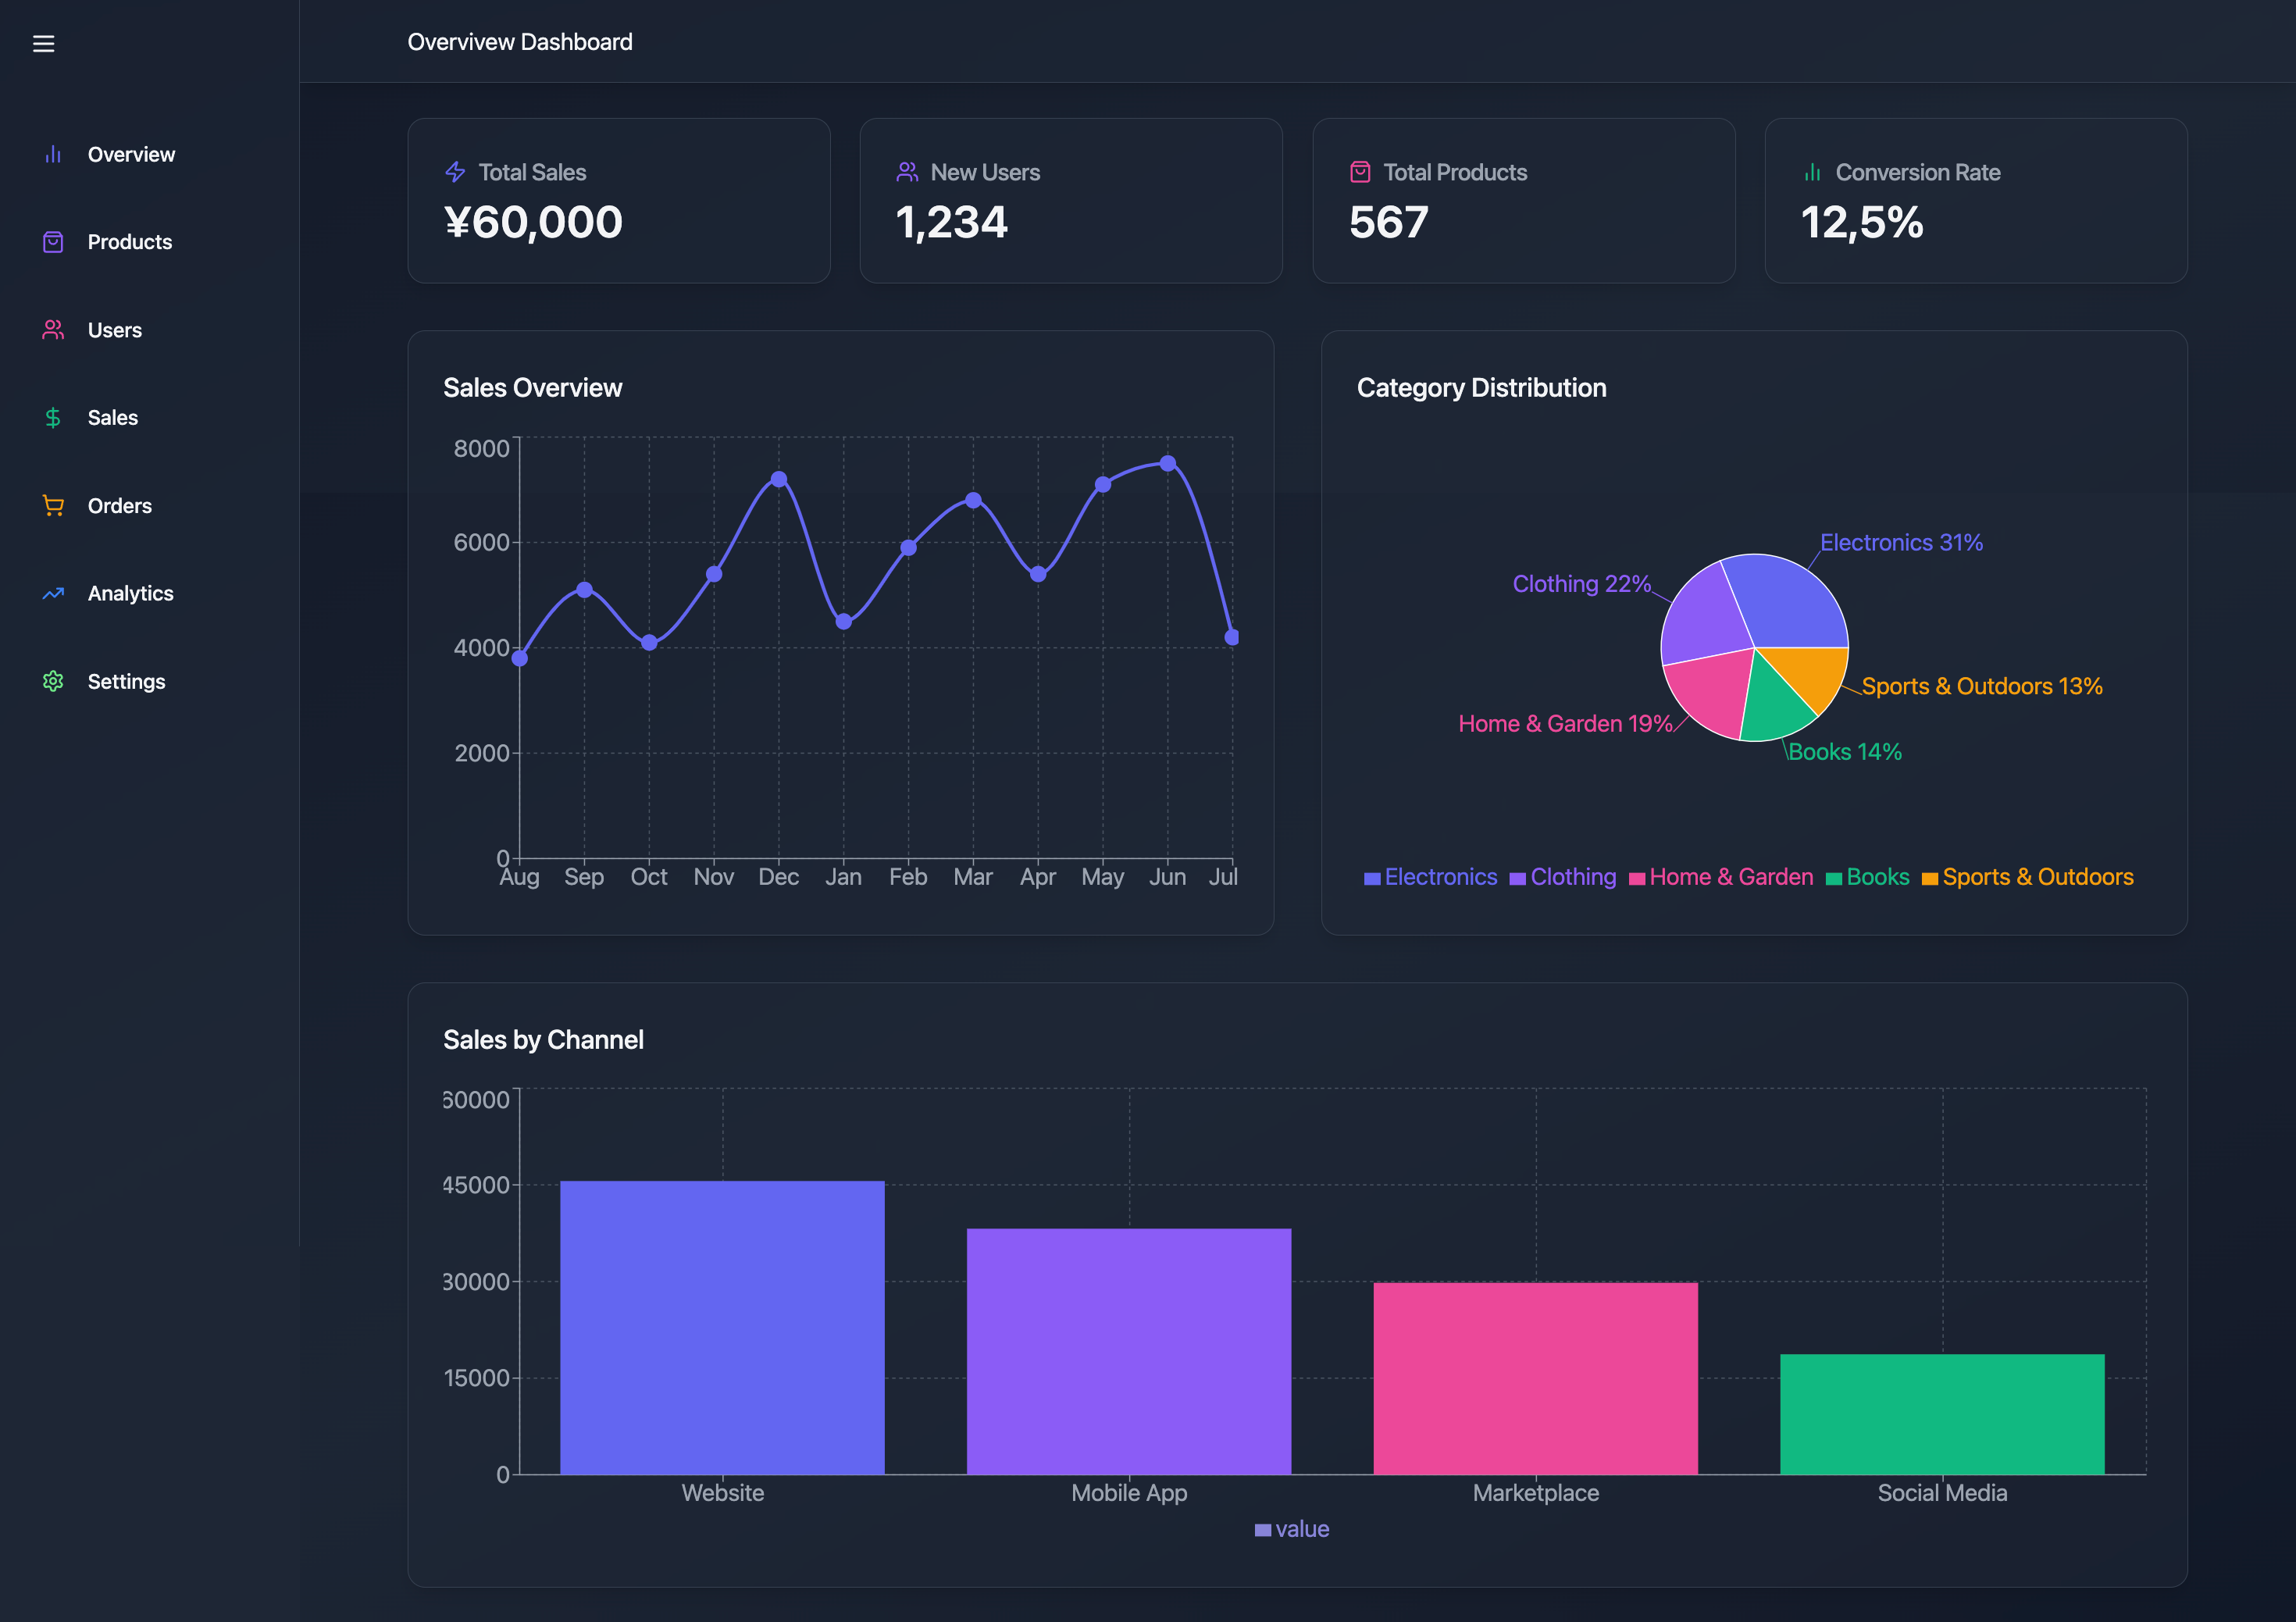 Overvivew Dashboard
Overview
Products
Users
Sales
Orders
Analytics
Settings
Total Sales
¥60,000
New Users
1,234
Total Products
567
Conversion Rate
12,5%
Sales Overview
8000
6000
4000
2000
0
Aug Sep Oct Nov Dec Jan Feb Mar Apr May Jun Jul
Category Distribution
Electronics 31%
Clothing 22%
Sports & Outdoors 13%
Home & Garden 19%
Books 14%
Electronics Clothing Home & Garden Books Sports & Outdoors
Sales by Channel
60000
45000
30000
15000
0
Website Mobile App Marketplace Social Media
value